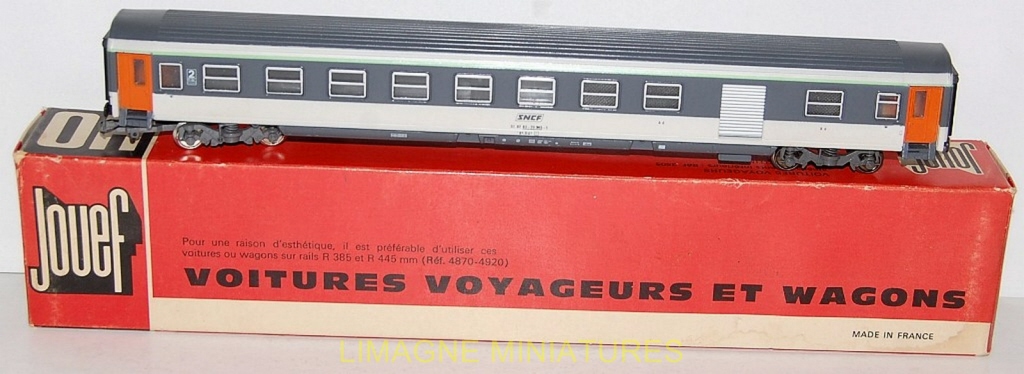 2
SNCF
HO
Jouef
Pour une raison d'esthétique, il est préférable d'utiliser ces
voitures ou wagons sur rails R 385 et R 445 mm (Réf. 4870-4920)
VOITURES VOYAGEURS ET WAGONS
MADE IN FRANCE
LIMAGNE MINIATURES